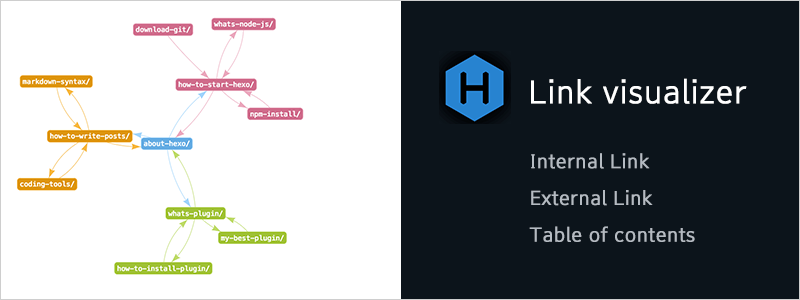 download-git/
whats-node-js/
markdown-syntax/
how-to-start-hexo/
npm-install/
how-to-write-posts/
about-hexo/
coding-tools/
whats-plugin/
my-best-plugin/
how-to-install-plugin/
H
Link visualizer
Internal Link
External Link
Table of contents